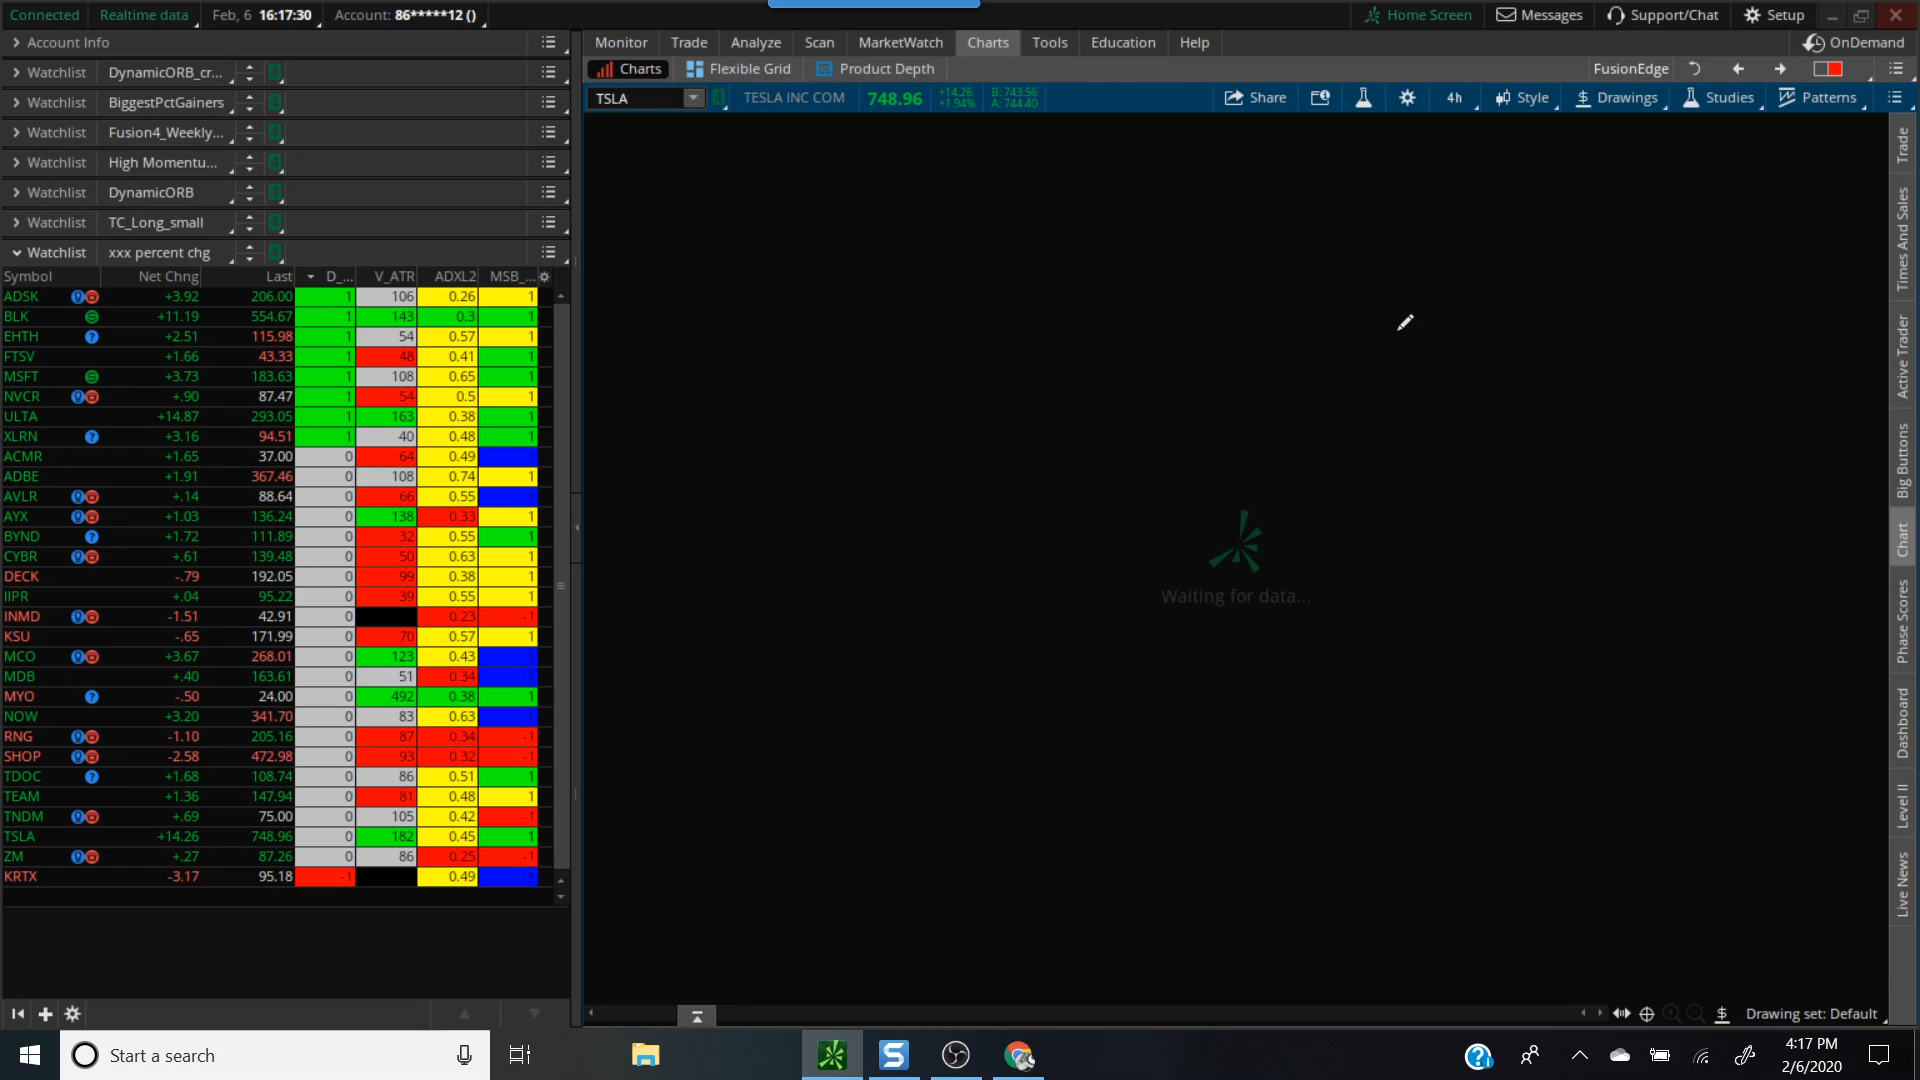 Connected Realtime data Feb, 6 16:17:30 Account: 86*****12 () Home Screen Messages Support/Chat Setup
Account Info
Monitor Trade Analyze Scan MarketWatch Charts Tools Education Help OnDemand
Watchlist DynamicORB_cr...
Charts Flexible Grid Product Depth FusionEdge
Watchlist BiggestPctGainers
TSLA TESLA INC COM 748.96 +14.26 +1.94% B: 743.56 A: 744.40 Share 4h Style Drawings Studies Patterns
Watchlist Fusion4_Weekly...
Watchlist High Momentu...
Watchlist DynamicORB
Watchlist TC_Long_small
Watchlist xxx percent chg
Symbol Net Chng Last D_... V_ATR ADXL2 MSB_...
ADSK +3.92 206.00 1 106 0.26 1
BLK +11.19 554.67 1 143 0.3 1
EHTH +2.51 115.98 1 54 0.57 1
FTSV +1.66 43.33 1 48 0.41 1
MSFT +3.73 183.63 1 108 0.65 1
NVCR +.90 87.47 1 54 0.5 1
ULTA +14.87 293.05 1 163 0.38 1
XLRN +3.16 94.51 1 40 0.48 1
ACMR +1.65 37.00 0 64 0.49 -1
ADBE +1.91 367.46 0 108 0.74 1
AVLR +.14 88.64 0 66 0.55
AYX +1.03 136.24 0 138 0.33 1
BYND +1.72 111.89 0 32 0.55 1
CYBR +.61 139.48 0 50 0.63 1
DECK -.79 192.05 0 99 0.38 1
IIPR +.04 95.22 0 39 0.55 1
INMD -1.51 42.91 0 0.23 -1
KSU -.65 171.99 0 70 0.57 1
MCO +3.67 268.01 0 123 0.43
MDB +.40 163.61 0 51 0.34
MYO -.50 24.00 0 492 0.38 1
NOW +3.20 341.70 0 83 0.63
RNG -1.10 205.16 0 87 0.34 -1
SHOP -2.58 472.98 0 93 0.32 -1
TDOC +1.68 108.74 0 86 0.51 1
TEAM +1.36 147.94 0 81 0.48 1
TNDM +.69 75.00 0 105 0.42 -1
TSLA +14.26 748.96 0 182 0.45 1
ZM +.27 87.26 0 86 0.25 -1
KRTX -3.17 95.18 -1 0.49
Waiting for data...
Trade
Times And Sales
Active Trader
Big Buttons
Chart
Phase Scores
Dashboard
Level II
Live News
Drawing set: Default
Start a search
4:17 PM
2/6/2020